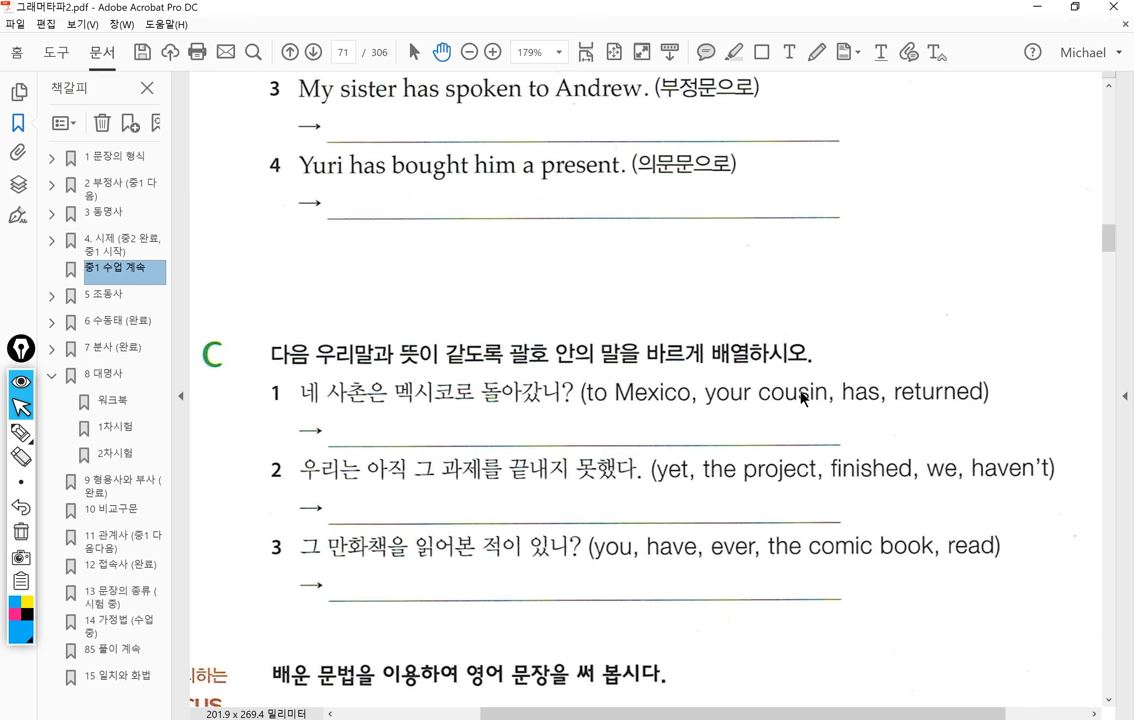 그래머타파2.pdf - Adobe Acrobat Pro DC
파일 편집 보기(V) 창(W) 도움말(H)
홈 도구 문서 71 / 306 179% Michael
책갈피
1 문장의 형식
2 부정사 (중1 다
음)
3 동명사
4. 시제 (중2 완료,
중1 시작)
중1 수업 계속
5 조동사
6 수동태 (완료)
7 분사 (완료)
8 대명사
워크북
1차시험
2차시험
9 형용사와 부사 (
완료)
10 비교구문
11 관계사 (중1 다
음다음)
12 접속사 (완료)
13 문장의 종류 (
시험 중)
14 가정법 (수업
중)
85 풀이 계속
15 일치와 화법
3 My sister has spoken to Andrew. (부정문으로)
→
4 Yuri has bought him a present. (의문문으로)
→
C 다음 우리말과 뜻이 같도록 괄호 안의 말을 바르게 배열하시오.
1 네 사촌은 멕시코로 돌아갔니? (to Mexico, your cousin, has, returned)
→
2 우리는 아직 그 과제를 끝내지 못했다. (yet, the project, finished, we, haven't)
→
3 그 만화책을 읽어본 적이 있니? (you, have, ever, the comic book, read)
→
하는 배운 문법을 이용하여 영어 문장을 써 봅시다.
201.9 x 269.4 밀리미터